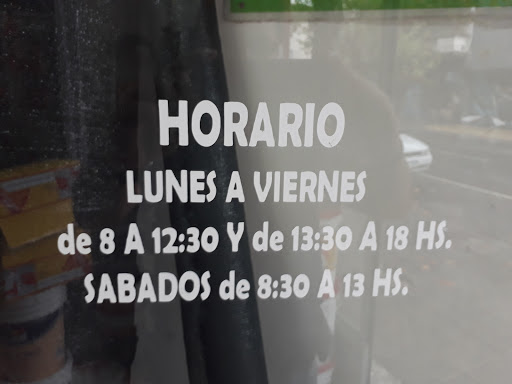 HORARIO
LUNES A VIERNES
de 8 A 12:30 Y de 13:30 A 18 HS.
SABADOS de 8:30 A 13 HS.